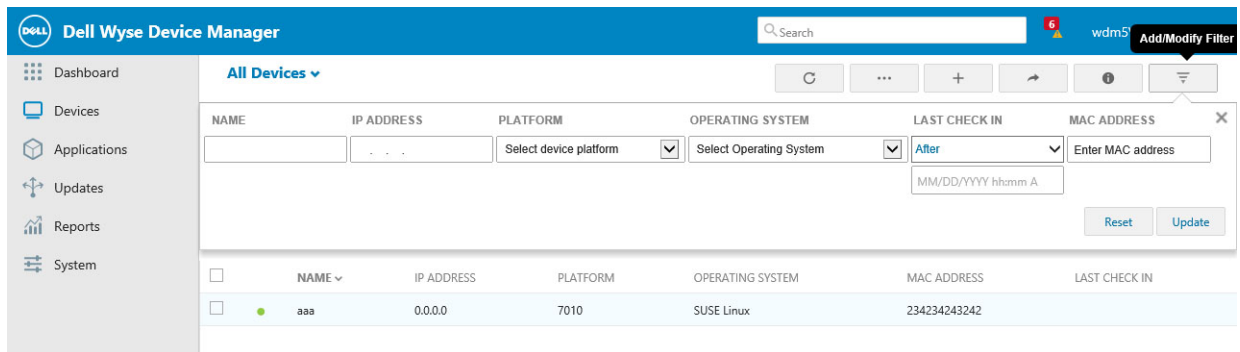 DELL Dell Wyse Device Manager Search 6 wdm5 Add/Modify Filter
Dashboard All Devices
Devices
NAME IP ADDRESS PLATFORM OPERATING SYSTEM LAST CHECK IN MAC ADDRESS
Applications . . . Select device platform Select Operating System After Enter MAC address
Updates MM/DD/YYYY hh:mm A
Reports Reset Update
System
NAME IP ADDRESS PLATFORM OPERATING SYSTEM MAC ADDRESS LAST CHECK IN
aaa 0.0.0.0 7010 SUSE Linux 234234243242